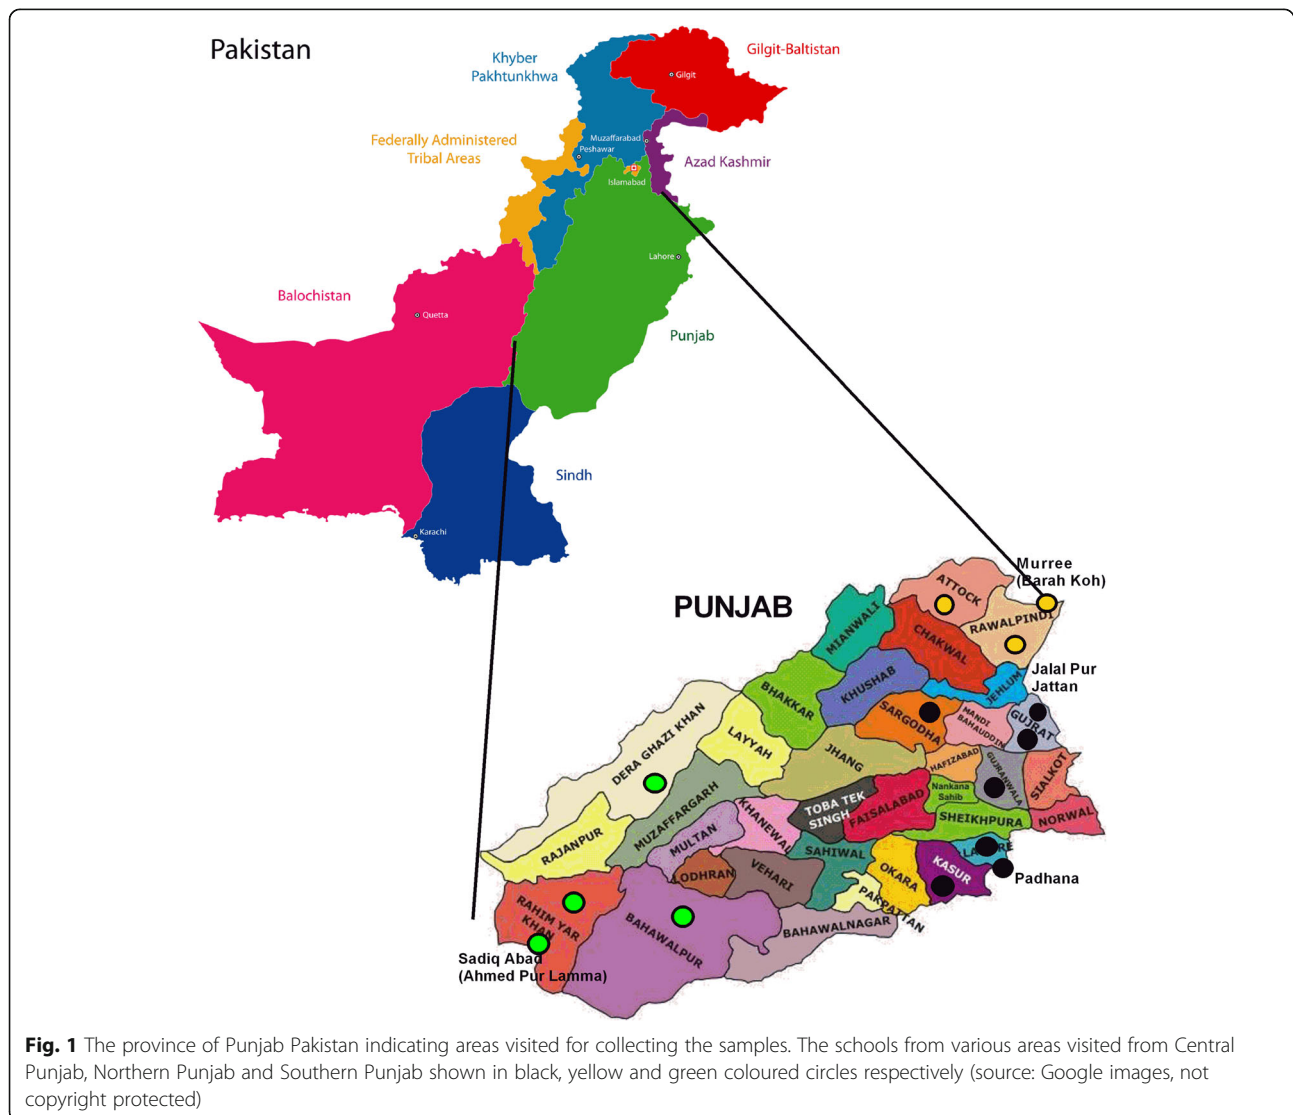 Pakistan
Khyber
Pakhtunkhwa
Gilgit-Baltistan
Gilgit
Federally Administered
Tribal Areas
Muzaffarabad
Peshawar
Azad Kashmir
Islamabad
Lahore
Balochistan
Quetta
Punjab
Sindh
Karachi
PUNJAB
Murree
(Barah Koh)
ATTOCK
RAWALPINDI
MIANWALI
CHAKWAL
Jalal Pur
Jattan
JEHLUM
BHAKKAR
KHUSHAB
SARGODHA
MANDI
BAHAUDDIN
GUJRAT
DERA GHAZI KHAN
LAYYAH
JHANG
HAFIZABAD
GUJRANWALA
SIALKOT
MUZAFFARGARH
KHANEWAL
TOBA TEK
SINGH
FAISALABAD
Nankana
Sahib
SHEIKHPURA
NORWAL
RAJANPUR
MULTAN
SAHIWAL
LAHORE
LODHRAN
VEHARI
OKARA
KASUR
Padhana
PAKPATTAN
RAHIM YAR
KHAN
BAHAWALPUR
BAHAWALNAGAR
Sadiq Abad
(Ahmed Pur Lamma)
Fig. 1 The province of Punjab Pakistan indicating areas visited for collecting the samples. The schools from various areas visited from Central
Punjab, Northern Punjab and Southern Punjab shown in black, yellow and green coloured circles respectively (source: Google images, not
copyright protected)